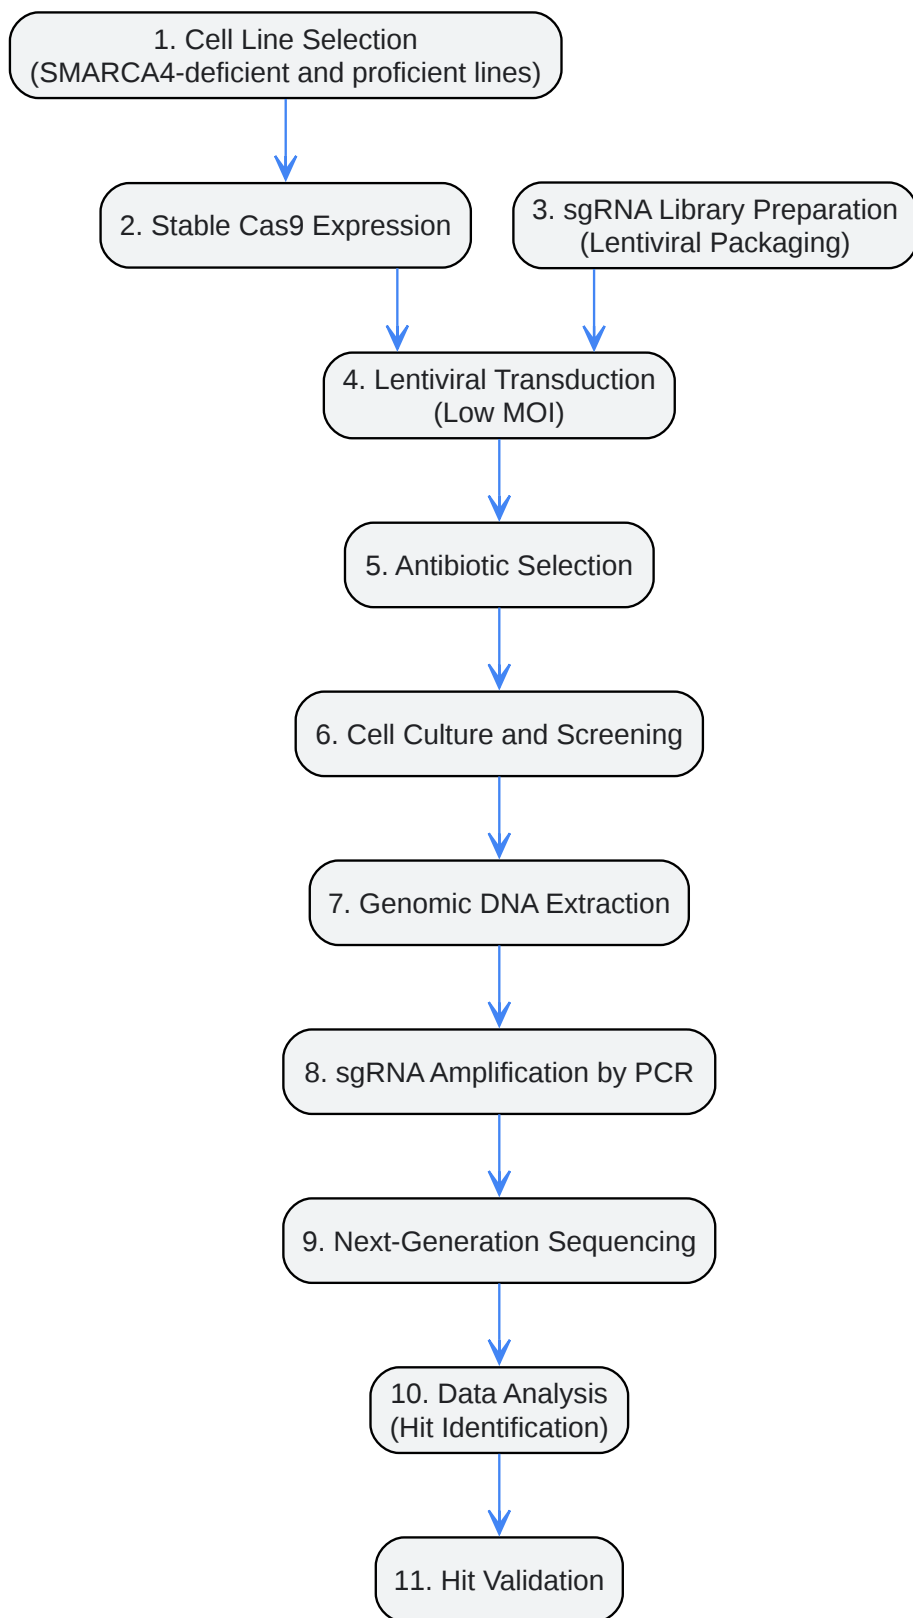 1. Cell Line Selection
(SMARCA4-deficient and proficient lines)
2. Stable Cas9 Expression
3. sgRNA Library Preparation
(Lentiviral Packaging)
4. Lentiviral Transduction
(Low MOI)
5. Antibiotic Selection
6. Cell Culture and Screening
7. Genomic DNA Extraction
8. sgRNA Amplification by PCR
9. Next-Generation Sequencing
10. Data Analysis
(Hit Identification)
11. Hit Validation